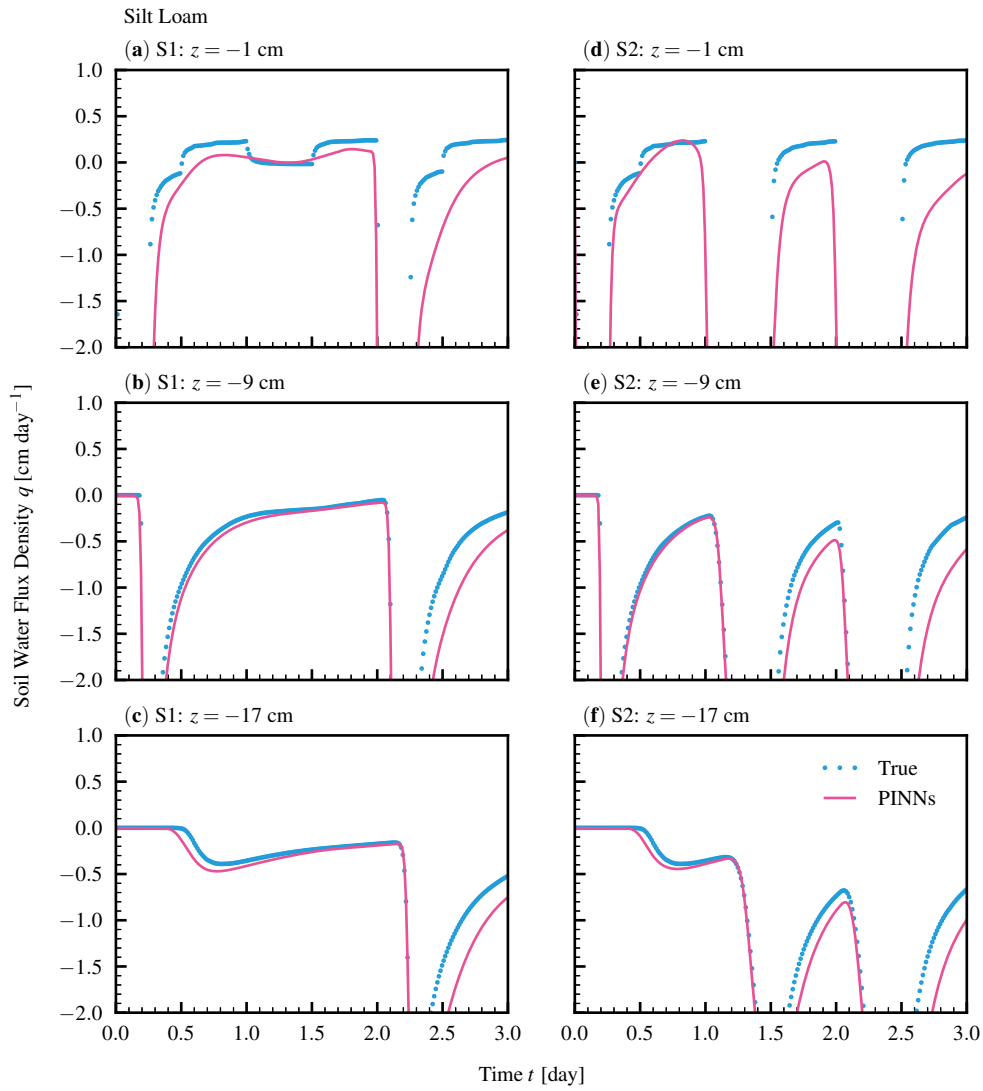 Silt Loam
(a) S1: z = −1 cm
(d) S2: z = −1 cm
1.0
0.5
0.0
−0.5
−1.0
−1.5
−2.0
(b) S1: z = −9 cm
(e) S2: z = −9 cm
1.0
0.5
0.0
−0.5
−1.0
−1.5
−2.0
Soil Water Flux Density q [cm day⁻¹]
(c) S1: z = −17 cm
(f) S2: z = −17 cm
1.0
0.5
0.0
−0.5
−1.0
−1.5
−2.0
True
PINNs
0.0 0.5 1.0 1.5 2.0 2.5 3.0
0.0 0.5 1.0 1.5 2.0 2.5 3.0
Time t [day]